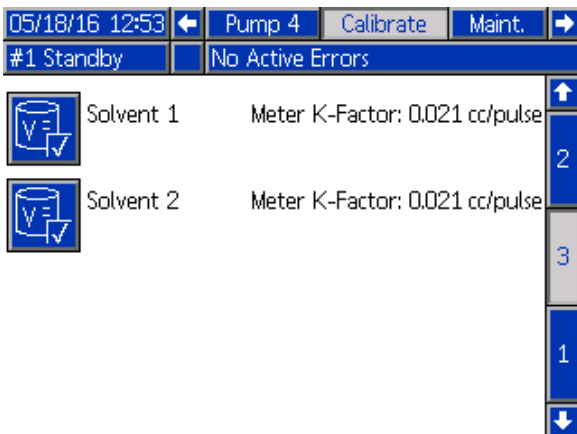 05/18/16 12:53 Pump 4 Calibrate Maint.
#1 Standby No Active Errors
Solvent 1 Meter K-Factor: 0.021 cc/pulse
2
Solvent 2 Meter K-Factor: 0.021 cc/pulse
3
1